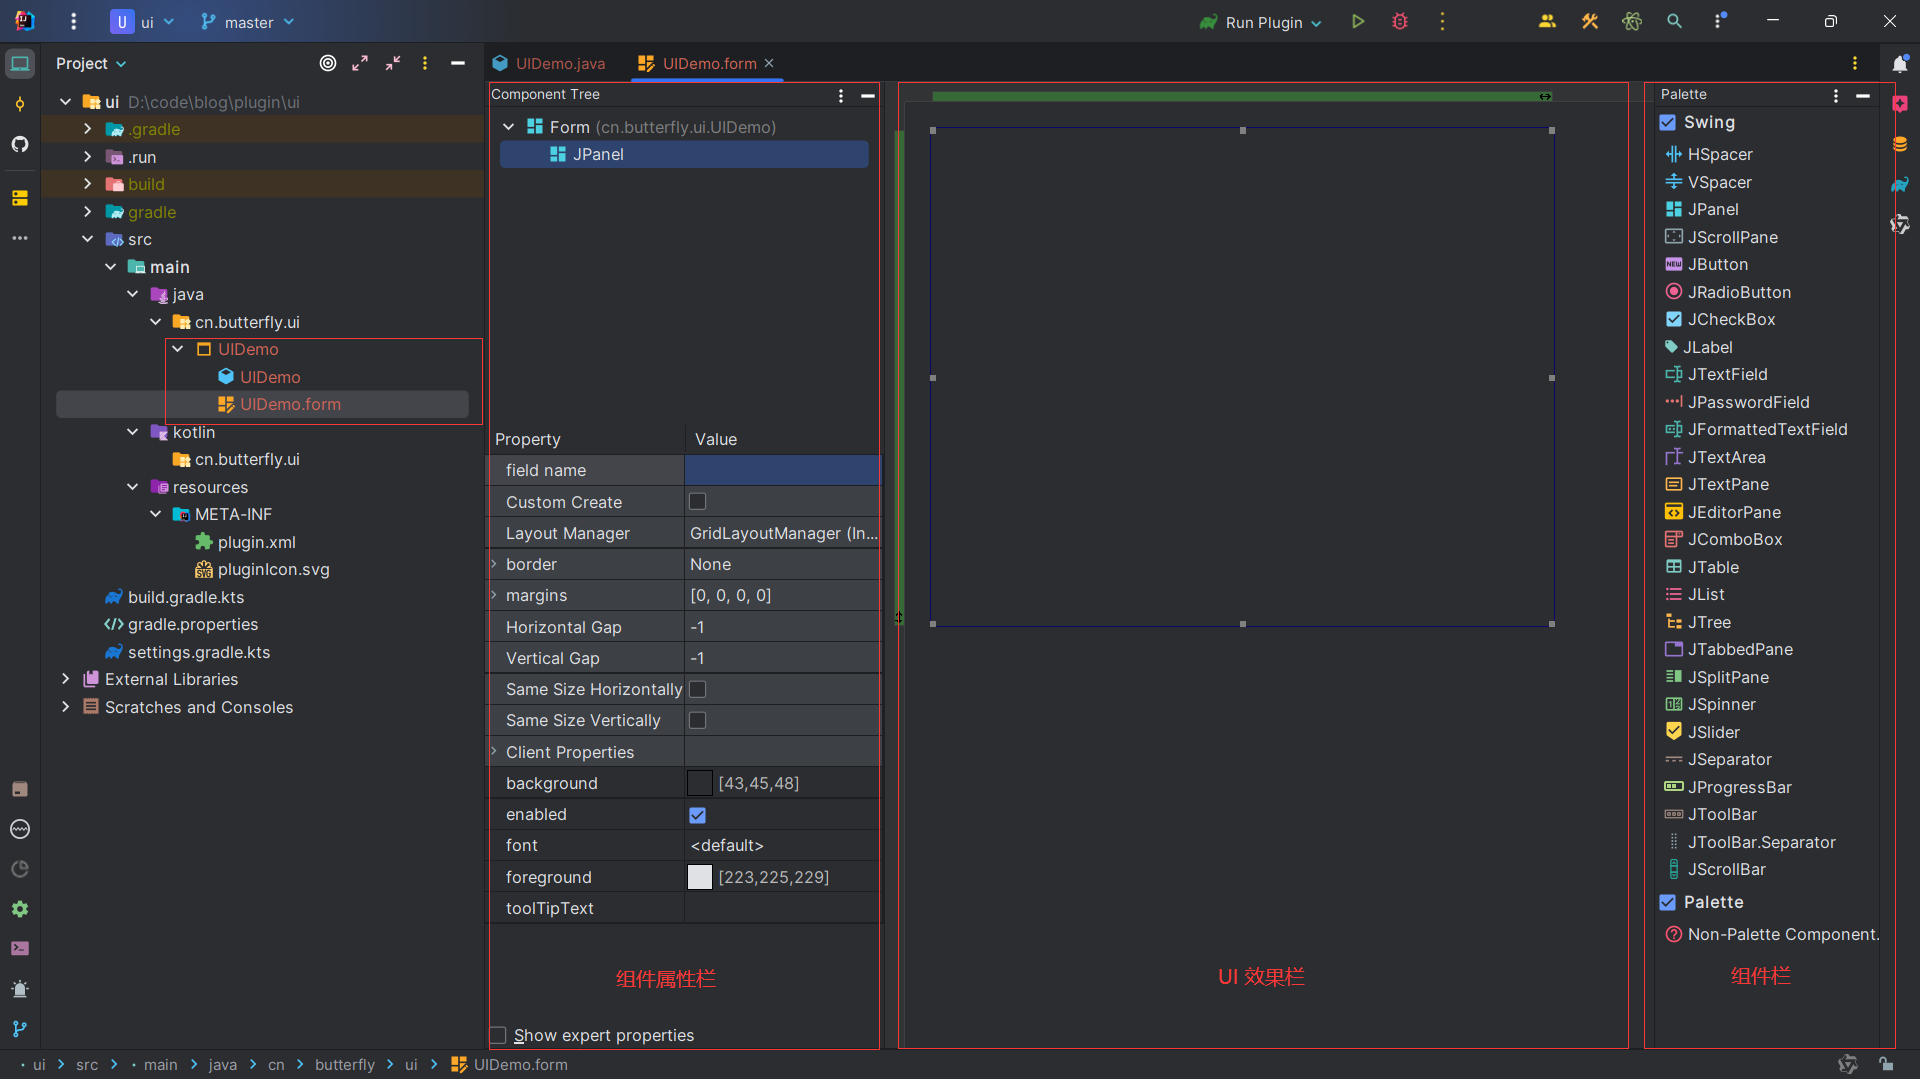 U ui master Run Plugin
Project
ui D:\code\blog\plugin\ui
.gradle
.run
build
gradle
src
main
java
cn.butterfly.ui
UIDemo
UIDemo
UIDemo.form
kotlin
cn.butterfly.ui
resources
META-INF
plugin.xml
pluginIcon.svg
build.gradle.kts
gradle.properties
settings.gradle.kts
External Libraries
Scratches and Consoles
UIDemo.java UIDemo.form
Component Tree
Form (cn.butterfly.ui.UIDemo)
JPanel
Property Value
field name
Custom Create
Layout Manager GridLayoutManager (In...
border None
margins [0, 0, 0, 0]
Horizontal Gap -1
Vertical Gap -1
Same Size Horizontally
Same Size Vertically
Client Properties
background [43,45,48]
enabled
font <default>
foreground [223,225,229]
toolTipText
组件属性栏
Show expert properties
UI 效果栏
Palette
Swing
HSpacer
VSpacer
JPanel
JScrollPane
JButton
JRadioButton
JCheckBox
JLabel
JTextField
JPasswordField
JFormattedTextField
JTextArea
JTextPane
JEditorPane
JComboBox
JTable
JList
JTree
JTabbedPane
JSplitPane
JSpinner
JSlider
JSeparator
JProgressBar
JToolBar
JToolBar.Separator
JScrollBar
Palette
Non-Palette Component.
组件栏
ui > src > main > java > cn > butterfly > ui > UIDemo.form